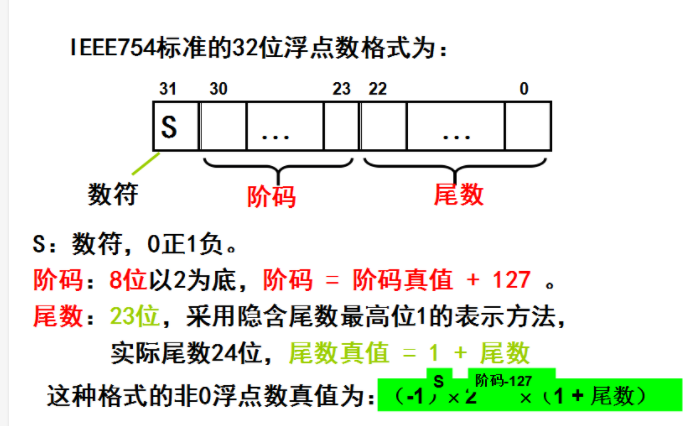 IEEE754标准的32位浮点数格式为：
31 30 23 22 0
S ... ...
数符 阶码 尾数
S：数符，0正1负。
阶码：8位以2为底，阶码 = 阶码真值 + 127 。
尾数：23位，采用隐含尾数最高位1的表示方法，
实际尾数24位，尾数真值 = 1 + 尾数
这种格式的非0浮点数真值为：（-1）S ×2 阶码-127 ×（1 + 尾数）